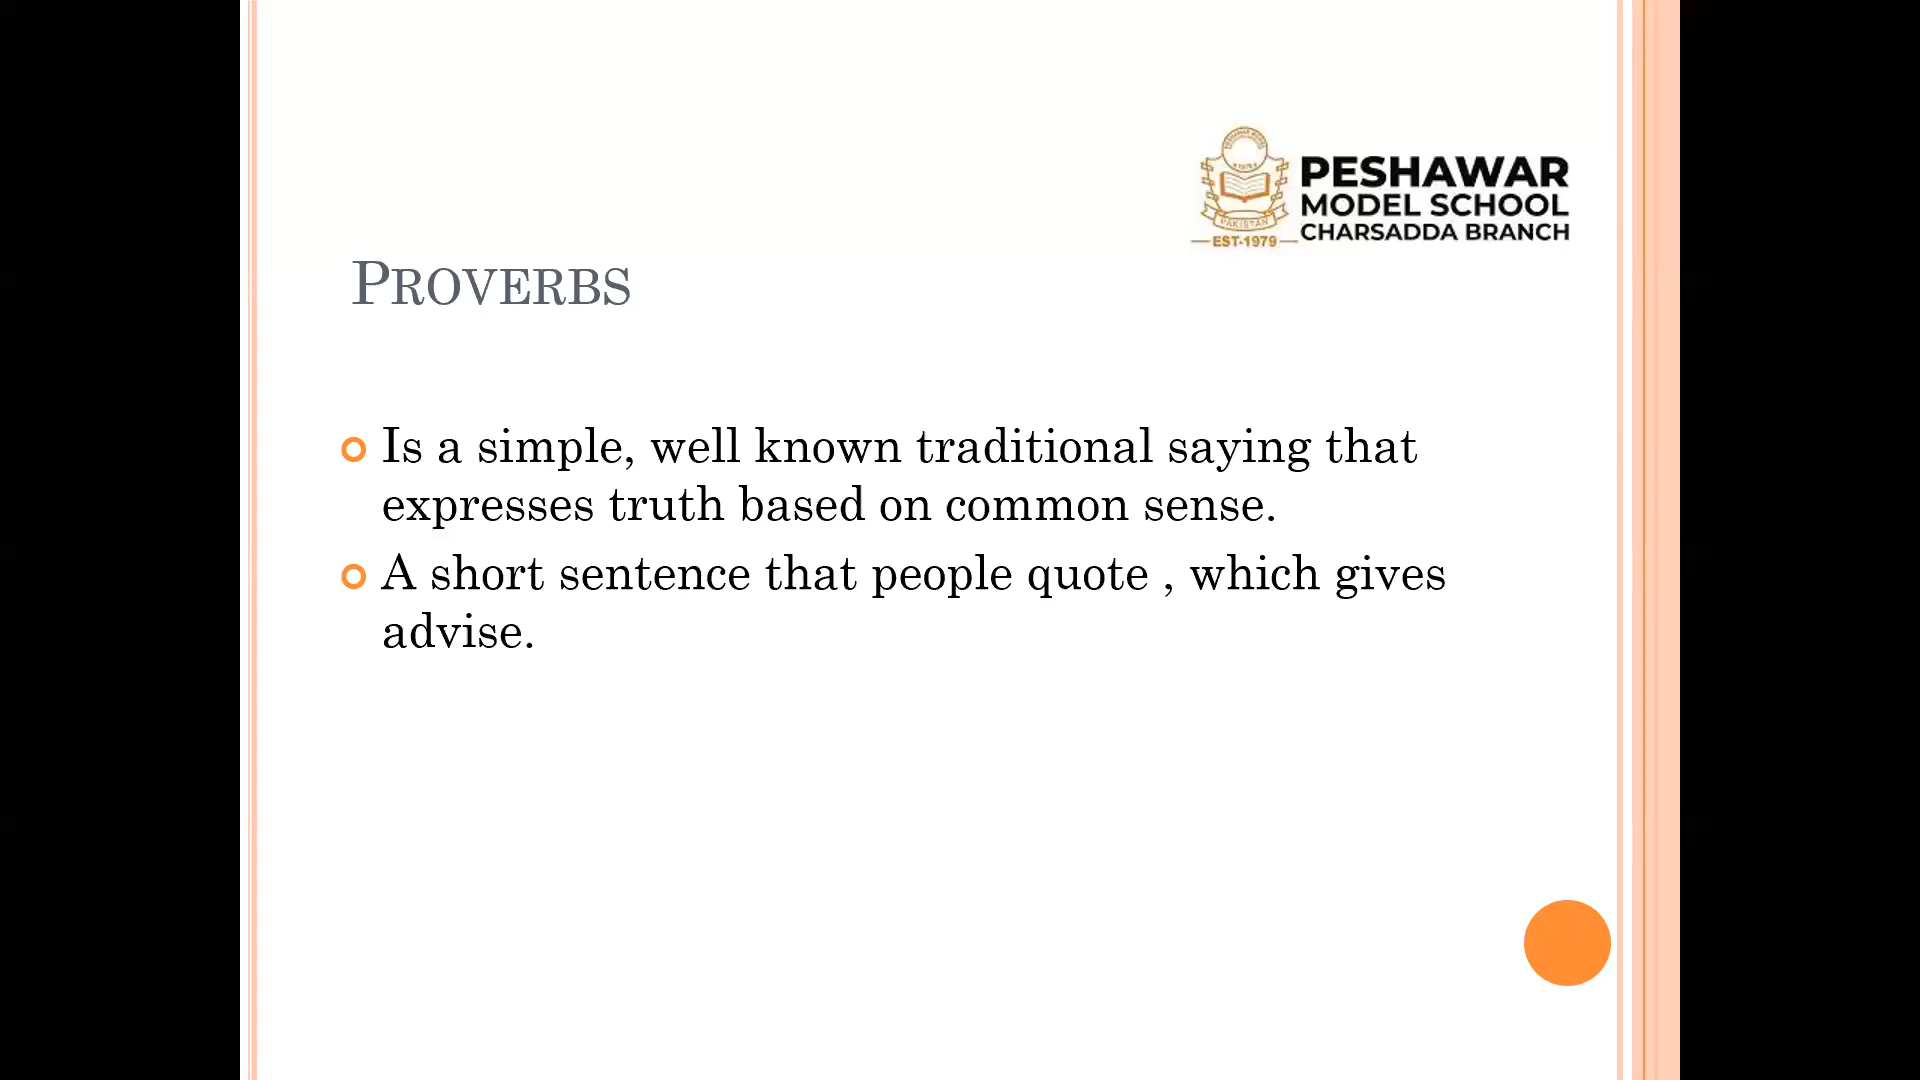 PESHAWAR
MODEL SCHOOL
CHARSADDA BRANCH
PAKISTAN
EST-1979
PROVERBS
Is a simple, well known traditional saying that
expresses truth based on common sense.
A short sentence that people quote , which gives
advise.